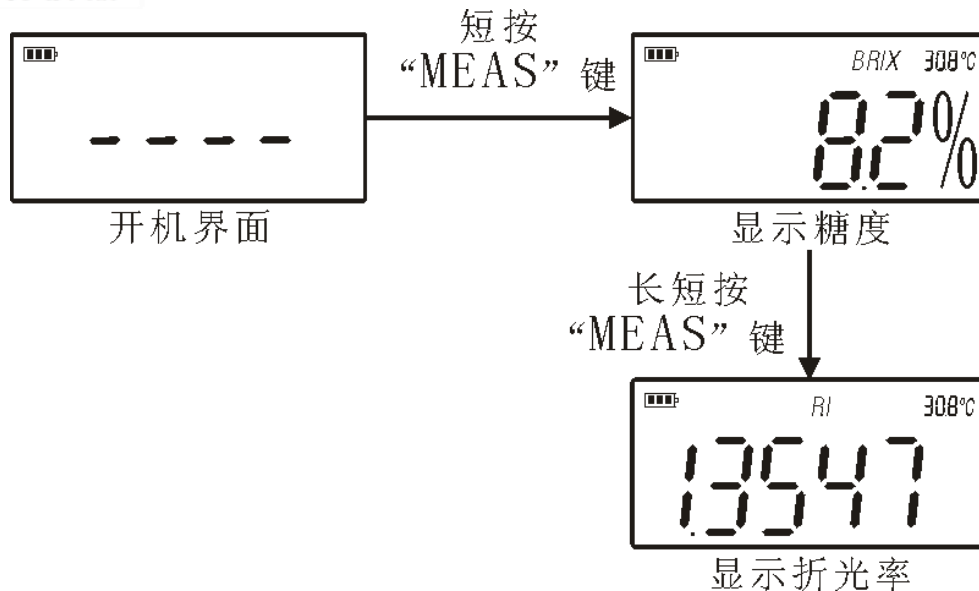 短按
“MEAS” 键
- - - -
开机界面
BRIX 30.8°C
8.2%
显示糖度
长短按
“MEAS” 键
RI 30.8°C
1.3547
显示折光率